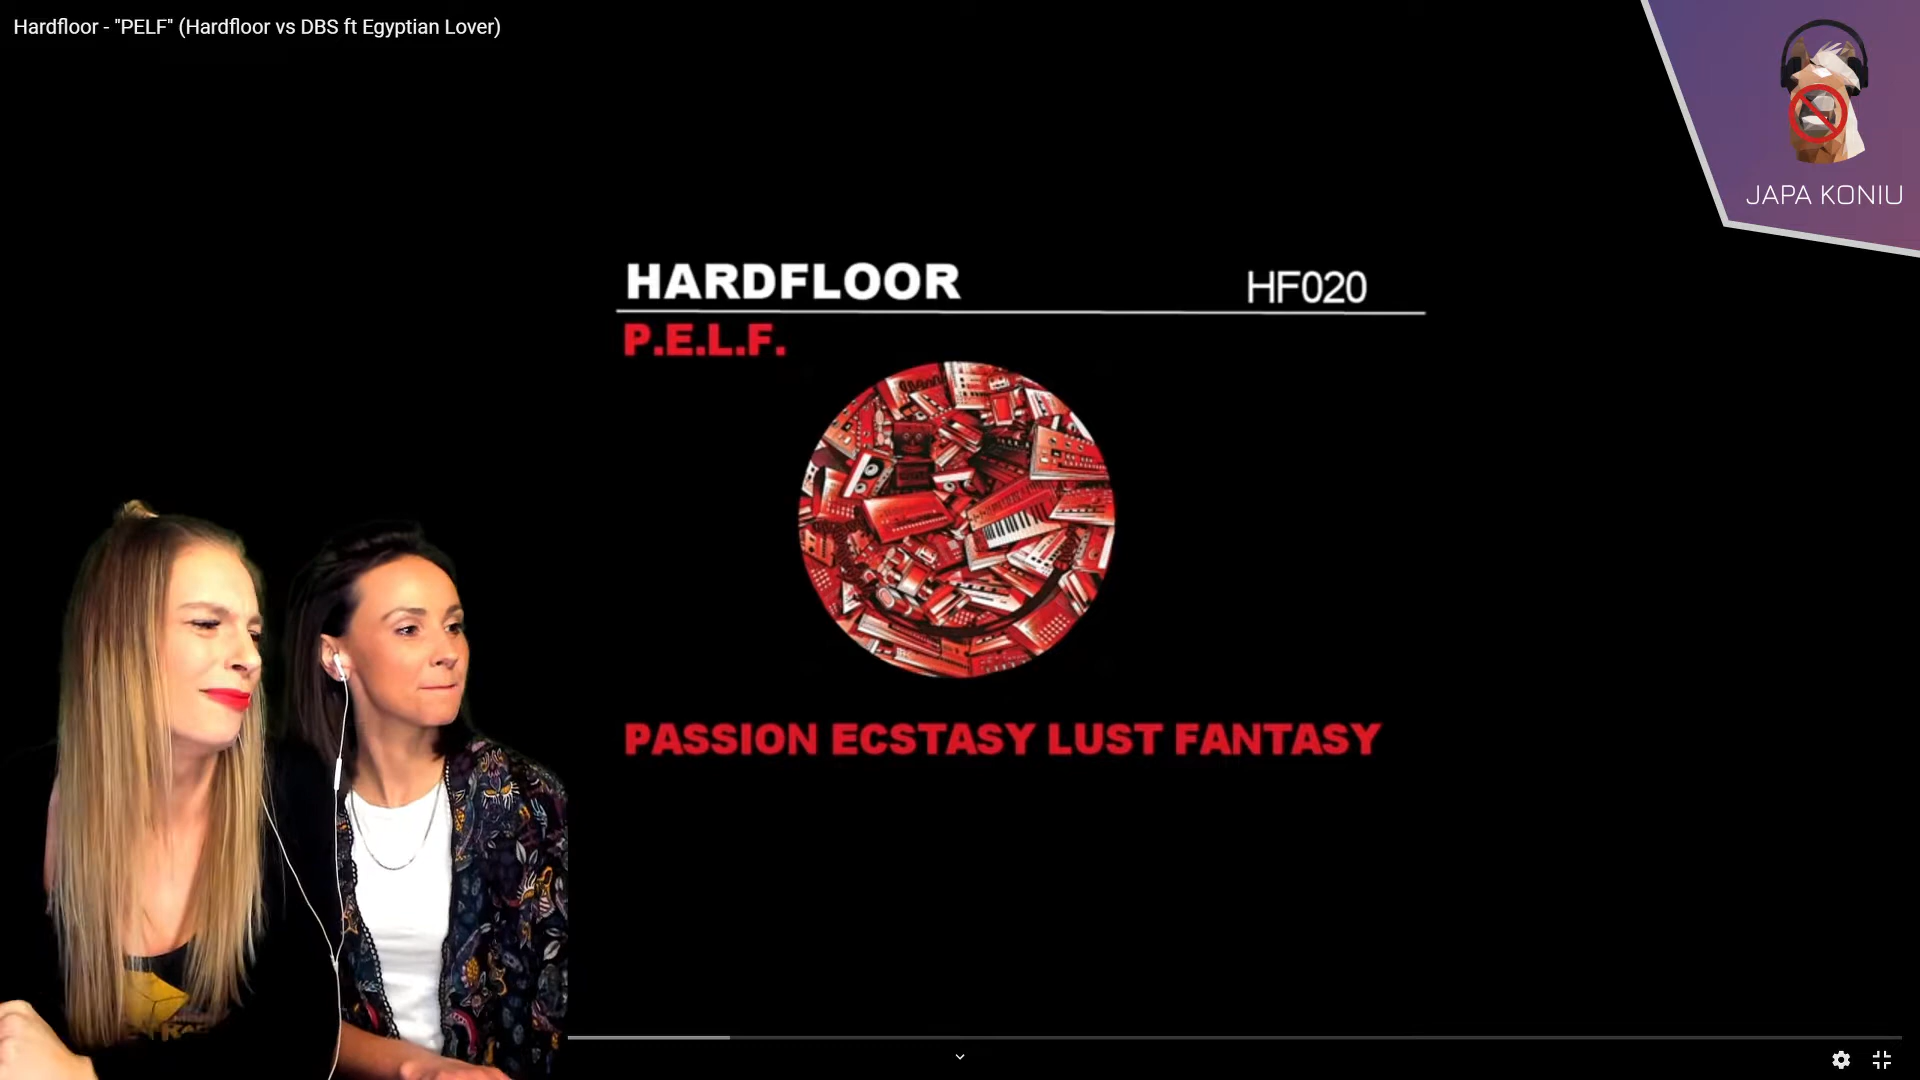 Hardfloor - "PELF" (Hardfloor vs DBS ft Egyptian Lover)
JAPA KONIU
HARDFLOOR
HF020
P.E.L.F.
PASSION ECSTASY LUST FANTASY